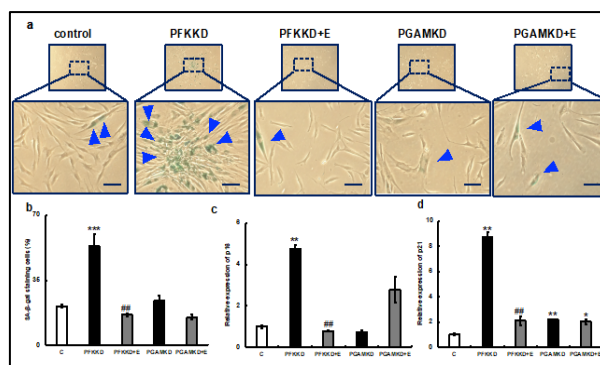 a
control PFKKD PFKKD+E PGAMKD PGAMKD+E
b
SA-β-gal staining cells (%)
70
35
0
***
##
C PFKKD PFKKD+E PGAMKD PGAMKD+E
c
Relative expression of p16
6
4
2
0
**
##
C PFKKD PFKKD+E PGAMKD PGAMKD+E
d
Relative expression of p21
10
8
6
4
2
0
**
##
**
*
C PFKKD PFKKD+E PGAMKD PGAMKD+E